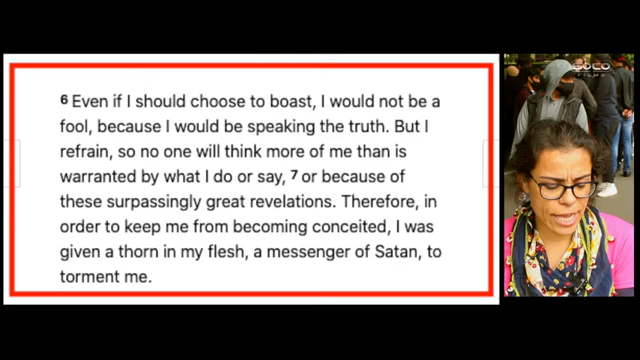 6 Even if I should choose to boast, I would not be a
fool, because I would be speaking the truth. But I
refrain, so no one will think more of me than is
warranted by what I do or say, 7 or because of
these surpassingly great revelations. Therefore, in
order to keep me from becoming conceited, I was
given a thorn in my flesh, a messenger of Satan, to
torment me.
SOCO
FILMS